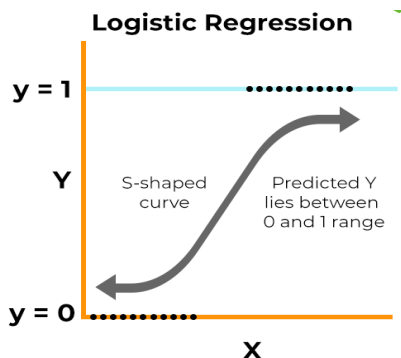 Logistic Regression
y = 1
Y
S-shaped
curve
Predicted Y
lies between
0 and 1 range
y = 0
X